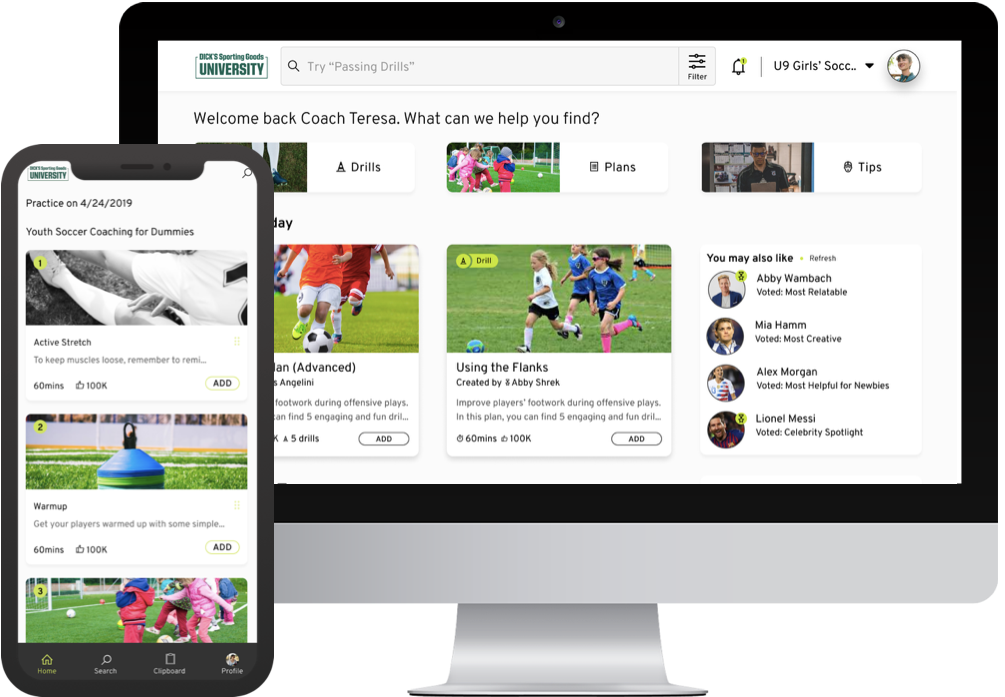 DICK'S Sporting Goods
UNIVERSITY
Try “Passing Drills”
Filter
1
U9 Girls’ Socc..
Welcome back Coach Teresa. What can we help you find?
Drills
Plans
Tips
day
Drill
an (Advanced)
s Angelini
footwork during offensive plays.
an find 5 engaging and fun dril...
K 5 drills
ADD
Using the Flanks
Created by Abby Shrek
Improve players’ footwork during offensive plays.
In this plan, you can find 5 engaging and fun dril...
60mins 100K
ADD
You may also like • Refresh
Abby Wambach
Voted: Most Relatable
Mia Hamm
Voted: Most Creative
Alex Morgan
Voted: Most Helpful for Newbies
Lionel Messi
Voted: Celebrity Spotlight
DICK'S Sporting Goods
UNIVERSITY
Practice on 4/24/2019
Youth Soccer Coaching for Dummies
1
Active Stretch
To keep muscles loose, remember to remi...
60mins 100K
ADD
2
Warmup
Get your players warmed up with some simple...
60mins 100K
ADD
3
Home
Search
Clipboard
Profile